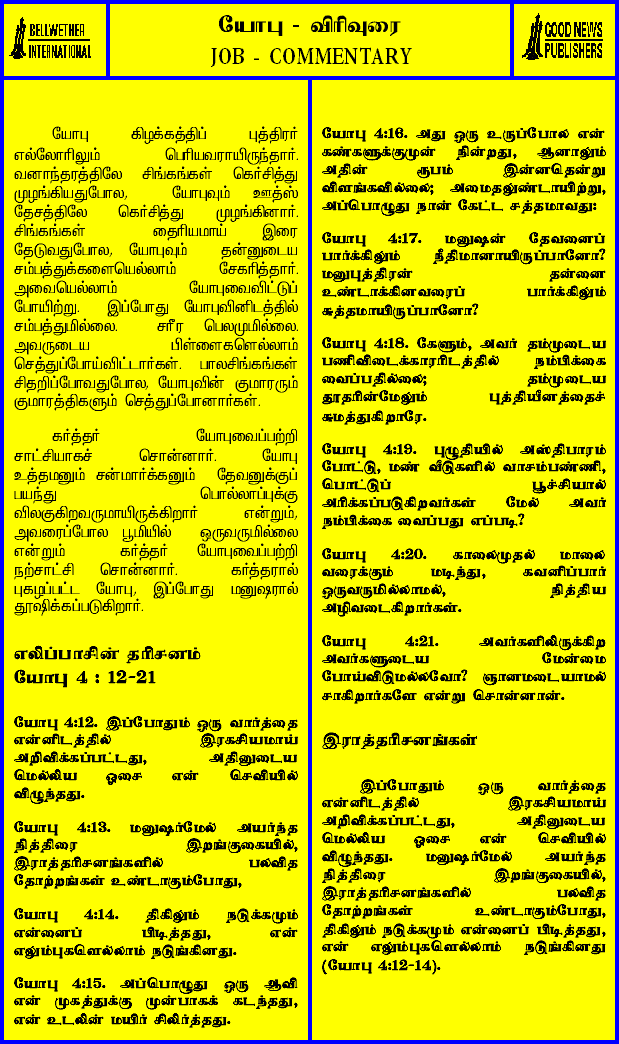 BELLWETHER
INTERNATIONAL
யோபு - விரிவுரை
JOB - COMMENTARY
GOOD NEWS
PUBLISHERS
யோபு கிழக்கத்திப் புத்திரர்
எல்லோரிலும் பெரியவராயிருந்தார்.
வனாந்தரத்திலே சிங்கங்கள் கெர்சித்து
முழங்கியதுபோல, யோபுவும் ஊத்ஸ்
தேசத்திலே கெர்சித்து முழங்கினார்.
சிங்கங்கள் தைரியமாய் இரை
தேடுவதுபோல, யோபுவும் தன்னுடைய
சம்பத்துக்களையெல்லாம் சேகரித்தார்.
அவையெல்லாம் யோபுவைவிட்டுப்
போயிற்று. இப்போது யோபுவினிடத்தில்
சம்பத்துமில்லை. சரீர பெலமுமில்லை.
அவருடைய பிள்ளைகளெல்லாம்
செத்துப்போய்விட்டார்கள். பாலசிங்கங்கள்
சிதறிப்போவதுபோல, யோபுவின் குமாரரும்
குமாரத்திகளும் செத்துப்போனார்கள்.
கர்த்தர் யோபுவைப்பற்றி
சாட்சியாகச் சொன்னார். யோபு
உத்தமனும் சன்மார்க்கனும் தேவனுக்குப்
பயந்து பொல்லாப்புக்கு
விலகுகிறவருமாயிருக்கிறார் என்றும்,
அவரைப்போல பூமியில் ஒருவருமில்லை
என்றும் கர்த்தர் யோபுவைப்பற்றி
நற்சாட்சி சொன்னார். கர்த்தரால்
புகழப்பட்ட யோபு, இப்போது மனுஷரால்
தூஷிக்கப்படுகிறார்.
எலிப்பாசின் தரிசனம்
யோபு 4 : 12-21
யோபு 4:12. இப்போதும் ஒரு வார்த்தை
என்னிடத்தில் இரகசியமாய்
அறிவிக்கப்பட்டது, அதினுடைய
மெல்லிய ஓசை என் செவியில்
விழுந்தது.
யோபு 4:13. மனுஷர்மேல் அயர்ந்த
நித்திரை இறங்குகையில்,
இராத்தரிசனங்களில் பலவித
தோற்றங்கள் உண்டாகும்போது,
யோபு 4:14. திகிலும் நடுக்கமும்
என்னைப் பிடித்தது, என்
எலும்புகளெல்லாம் நடுங்கினது.
யோபு 4:15. அப்பொழுது ஒரு ஆவி
என் முகத்துக்கு முன்பாகக் கடந்தது,
என் உடலின் மயிர் சிலிர்த்தது.
யோபு 4:16. அது ஒரு உருப்போல என்
கண்களுக்குமுன் நின்றது, ஆனாலும்
அதின் ரூபம் இன்னதென்று
விளங்கவில்லை; அமைதலுண்டாயிற்று,
அப்பொழுது நான் கேட்ட சத்தமாவது:
யோபு 4:17. மனுஷன் தேவனைப்
பார்க்கிலும் நீதிமானாயிருப்பானோ?
மனுபுத்திரன் தன்னை
உண்டாக்கினவரைப் பார்க்கிலும்
சுத்தமாயிருப்பானோ?
யோபு 4:18. கேளும், அவர் தம்முடைய
பணிவிடைக்காரரிடத்தில் நம்பிக்கை
வைப்பதில்லை; தம்முடைய
தூதரின்மேலும் புத்தியீனத்தைச்
சுமத்துகிறாரே.
யோபு 4:19. புழுதியில் அஸ்திபாரம்
போட்டு, மண் வீடுகளில் வாசம்பண்ணி,
பொட்டுப் பூச்சியால்
அரிக்கப்படுகிறவர்கள் மேல் அவர்
நம்பிக்கை வைப்பது எப்படி?
யோபு 4:20. காலைமுதல் மாலை
வரைக்கும் மடிந்து, கவனிப்பார்
ஒருவருமில்லாமல், நித்திய
அழிவடைகிறார்கள்.
யோபு 4:21. அவர்களிலிருக்கிற
அவர்களுடைய மேன்மை
போய்விடுமல்லவோ? ஞானமடையாமல்
சாகிறார்களே என்று சொன்னான்.
இராத்தரிசனங்கள்
இப்போதும் ஒரு வார்த்தை
என்னிடத்தில் இரகசியமாய்
அறிவிக்கப்பட்டது, அதினுடைய
மெல்லிய ஓசை என் செவியில்
விழுந்தது. மனுஷர்மேல் அயர்ந்த
நித்திரை இறங்குகையில்,
இராத்தரிசனங்களில் பலவித
தோற்றங்கள் உண்டாகும்போது,
திகிலும் நடுக்கமும் என்னைப் பிடித்தது,
என் எலும்புகளெல்லாம் நடுங்கினது
(யோபு 4:12-14).